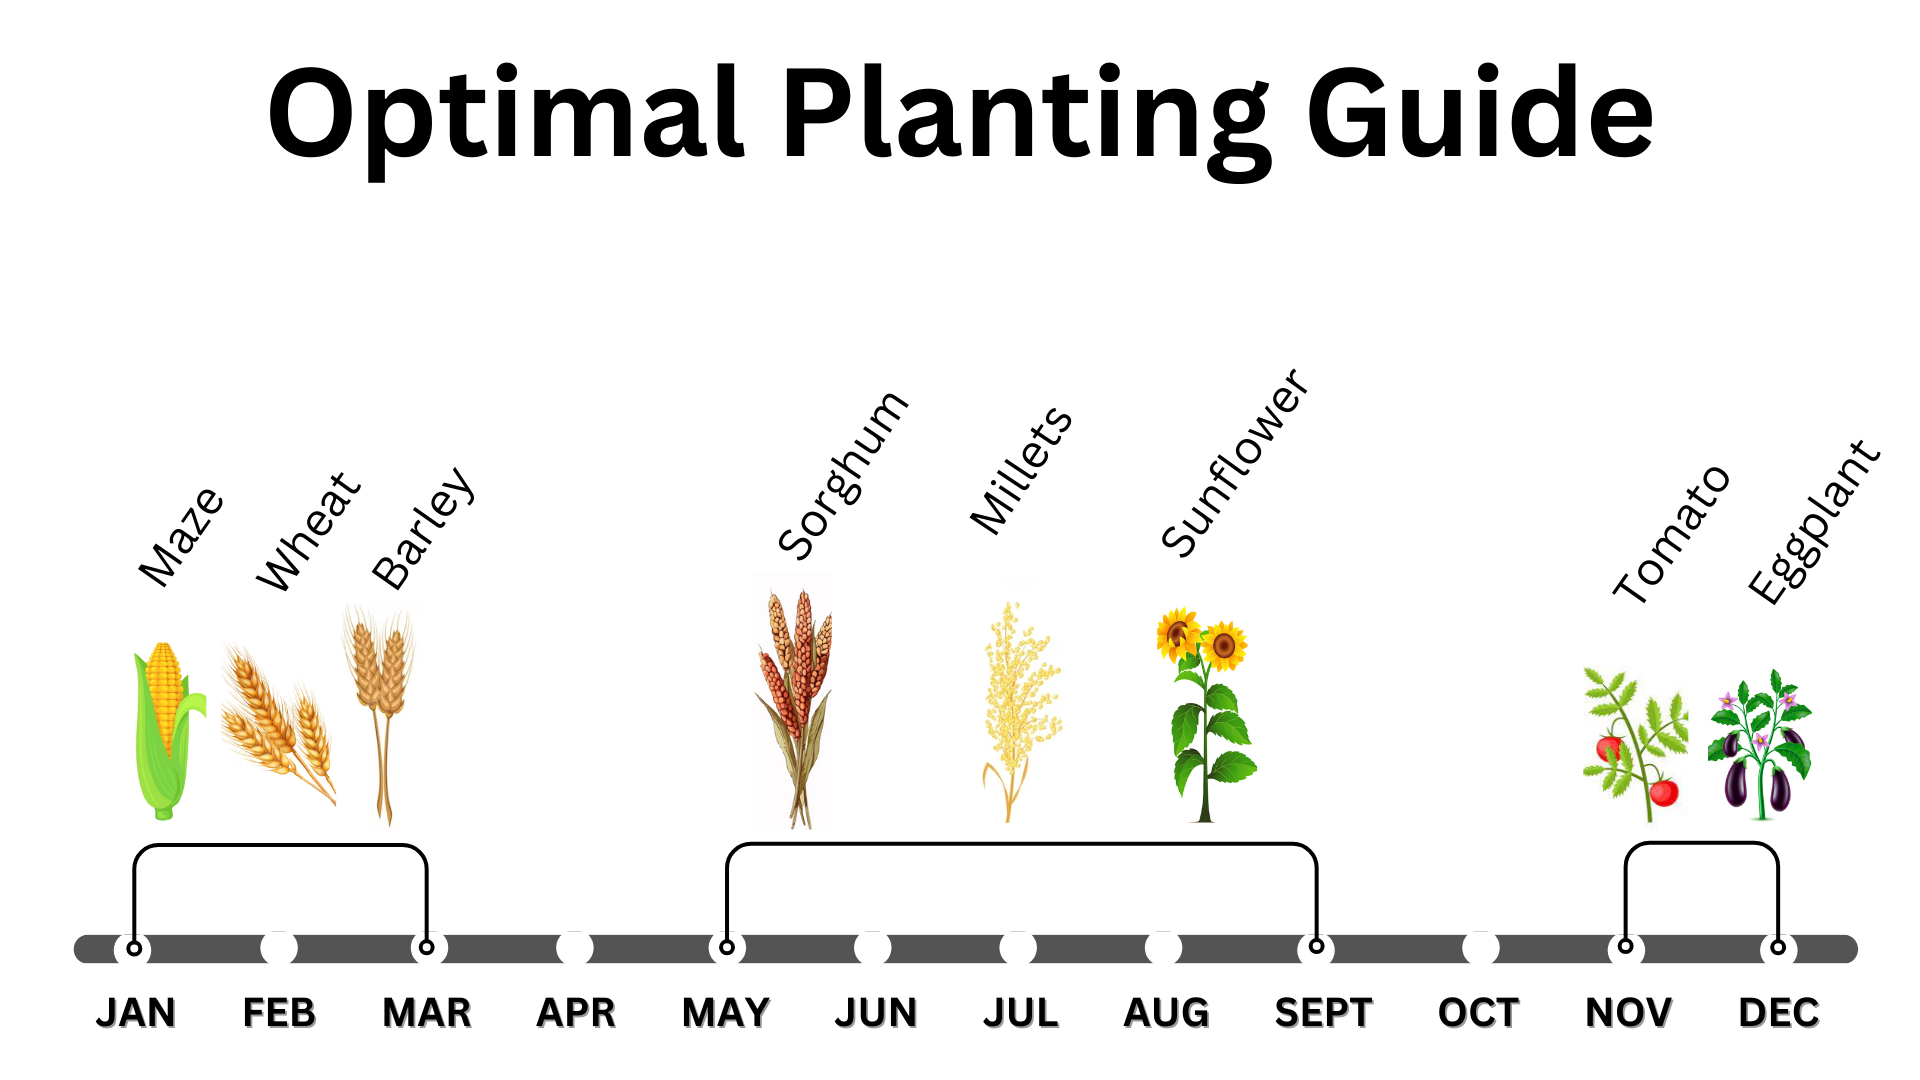 Optimal Planting Guide
Maze
Wheat
Barley
Sorghum
Millets
Sunflower
Tomato
Eggplant
JAN FEB MAR APR MAY JUN JUL AUG SEPT OCT NOV DEC